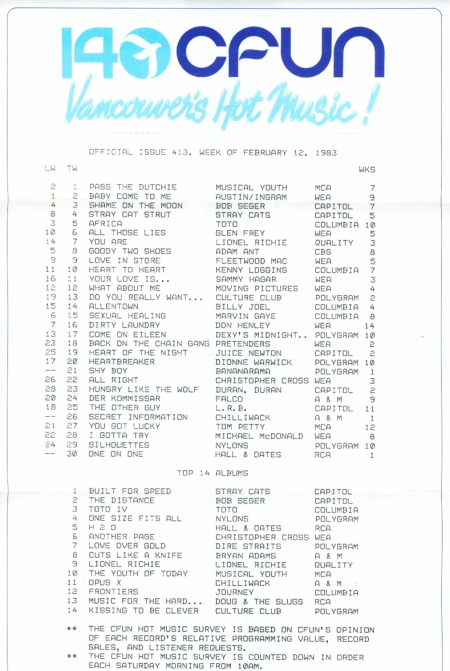 14 CFUN
Vancouver's Hot Music!
OFFICIAL ISSUE 413, WEEK OF FEBRUARY 12, 1983
LW TW WKS
2 1 PASS THE DUTCHIE MUSICAL YOUTH MCA 7
1 2 BABY COME TO ME AUSTIN/INGRAM WEA 9
4 3 SHAME ON THE MOON BOB SEGER CAPITOL 7
8 4 STRAY CAT STRUT STRAY CATS CAPITOL 5
3 5 AFRICA TOTO COLUMBIA 10
10 6 ALL THOSE LIES GLEN FREY WEA 5
14 7 YOU ARE LIONEL RICHIE QUALITY 3
5 8 GOODY TWO SHOES ADAM ANT CBS 8
9 9 LOVE IN STORE FLEETWOOD MAC WEA 5
11 10 HEART TO HEART KENNY LOGGINS COLUMBIA 7
16 11 YOUR LOVE IS... SAMMY HAGAR WEA 3
12 12 WHAT ABOUT ME MOVING PICTURES WEA 4
19 13 DO YOU REALLY WANT... CULTURE CLUB POLYGRAM 2
15 14 ALLENTOWN BILLY JOEL COLUMBIA 4
6 15 SEXUAL HEALING MARVIN GAYE COLUMBIA 8
7 16 DIRTY LAUNDRY DON HENLEY WEA 14
13 17 COME ON EILEEN DEXY'S MIDNIGHT.. POLYGRAM 10
23 18 BACK ON THE CHAIN GANG PRETENDERS WEA 2
25 19 HEART OF THE NIGHT JUICE NEWTON CAPITOL 2
17 20 HEARTBREAKER DIONNE WARWICK POLYGRAM 10
-- 21 SHY BOY BANANARAMA POLYGRAM 1
26 22 ALL RIGHT CHRISTOPHER CROSS WEA 3
28 23 HUNGRY LIKE THE WOLF DURAN, DURAN CAPITOL 2
20 24 DER KOMMISSAR FALCO A & M 9
18 25 THE OTHER GUY L.R.B. CAPITOL 11
-- 26 SECRET INFORMATION CHILLIWACK A & M 1
21 27 YOU GOT LUCKY TOM PETTY MCA 12
22 28 I GOTTA TRY MICHAEL McDONALD WEA 8
24 29 SILHOUETTES NYLONS POLYGRAM 10
-- 30 ONE ON ONE HALL & OATES RCA 1
TOP 14 ALBUMS
1 BUILT FOR SPEED STRAY CATS CAPITOL
2 THE DISTANCE BOB SEGER CAPITOL
3 TOTO IV TOTO COLUMBIA
4 ONE SIZE FITS ALL NYLONS POLYGRAM
5 H 2 O HALL & OATES RCA
6 ANOTHER PAGE CHRISTOPHER CROSS WEA
7 LOVE OVER GOLD DIRE STRAITS POLYGRAM
8 CUTS LIKE A KNIFE BRYAN ADAMS A & M
9 LIONEL RICHIE LIONEL RICHIE QUALITY
10 THE YOUTH OF TODAY MUSICAL YOUTH MCA
11 OPUS X CHILLIWACK A & M
12 FRONTIERS JOURNEY COLUMBIA
13 MUSIC FOR THE HARD... DOUG & THE SLUGS RCA
14 KISSING TO BE CLEVER CULTURE CLUB POLYGRAM
** THE CFUN HOT MUSIC SURVEY IS BASED ON CFUN'S OPINION
OF EACH RECORD'S RELATIVE PROGRAMMING VALUE, RECORD
SALES, AND LISTENER REQUESTS.
** THE CFUN HOT MUSIC SURVEY IS COUNTED DOWN IN ORDER
EACH SATURDAY MORNING FROM 10AM.